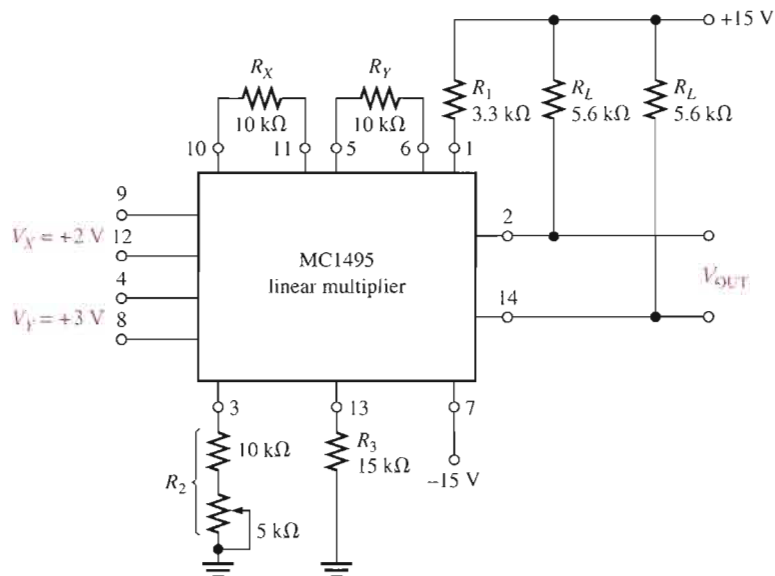 +15 V
R_X
10 kΩ
R_Y
10 kΩ
R_1
3.3 kΩ
R_L
5.6 kΩ
R_L
5.6 kΩ
10
11
5
6
1
9
V_X = +2 V
12
4
V_Y = +3 V
8
MC1495
linear multiplier
2
V_OUT
14
3
13
7
R_2
10 kΩ
5 kΩ
R_3
15 kΩ
–15 V